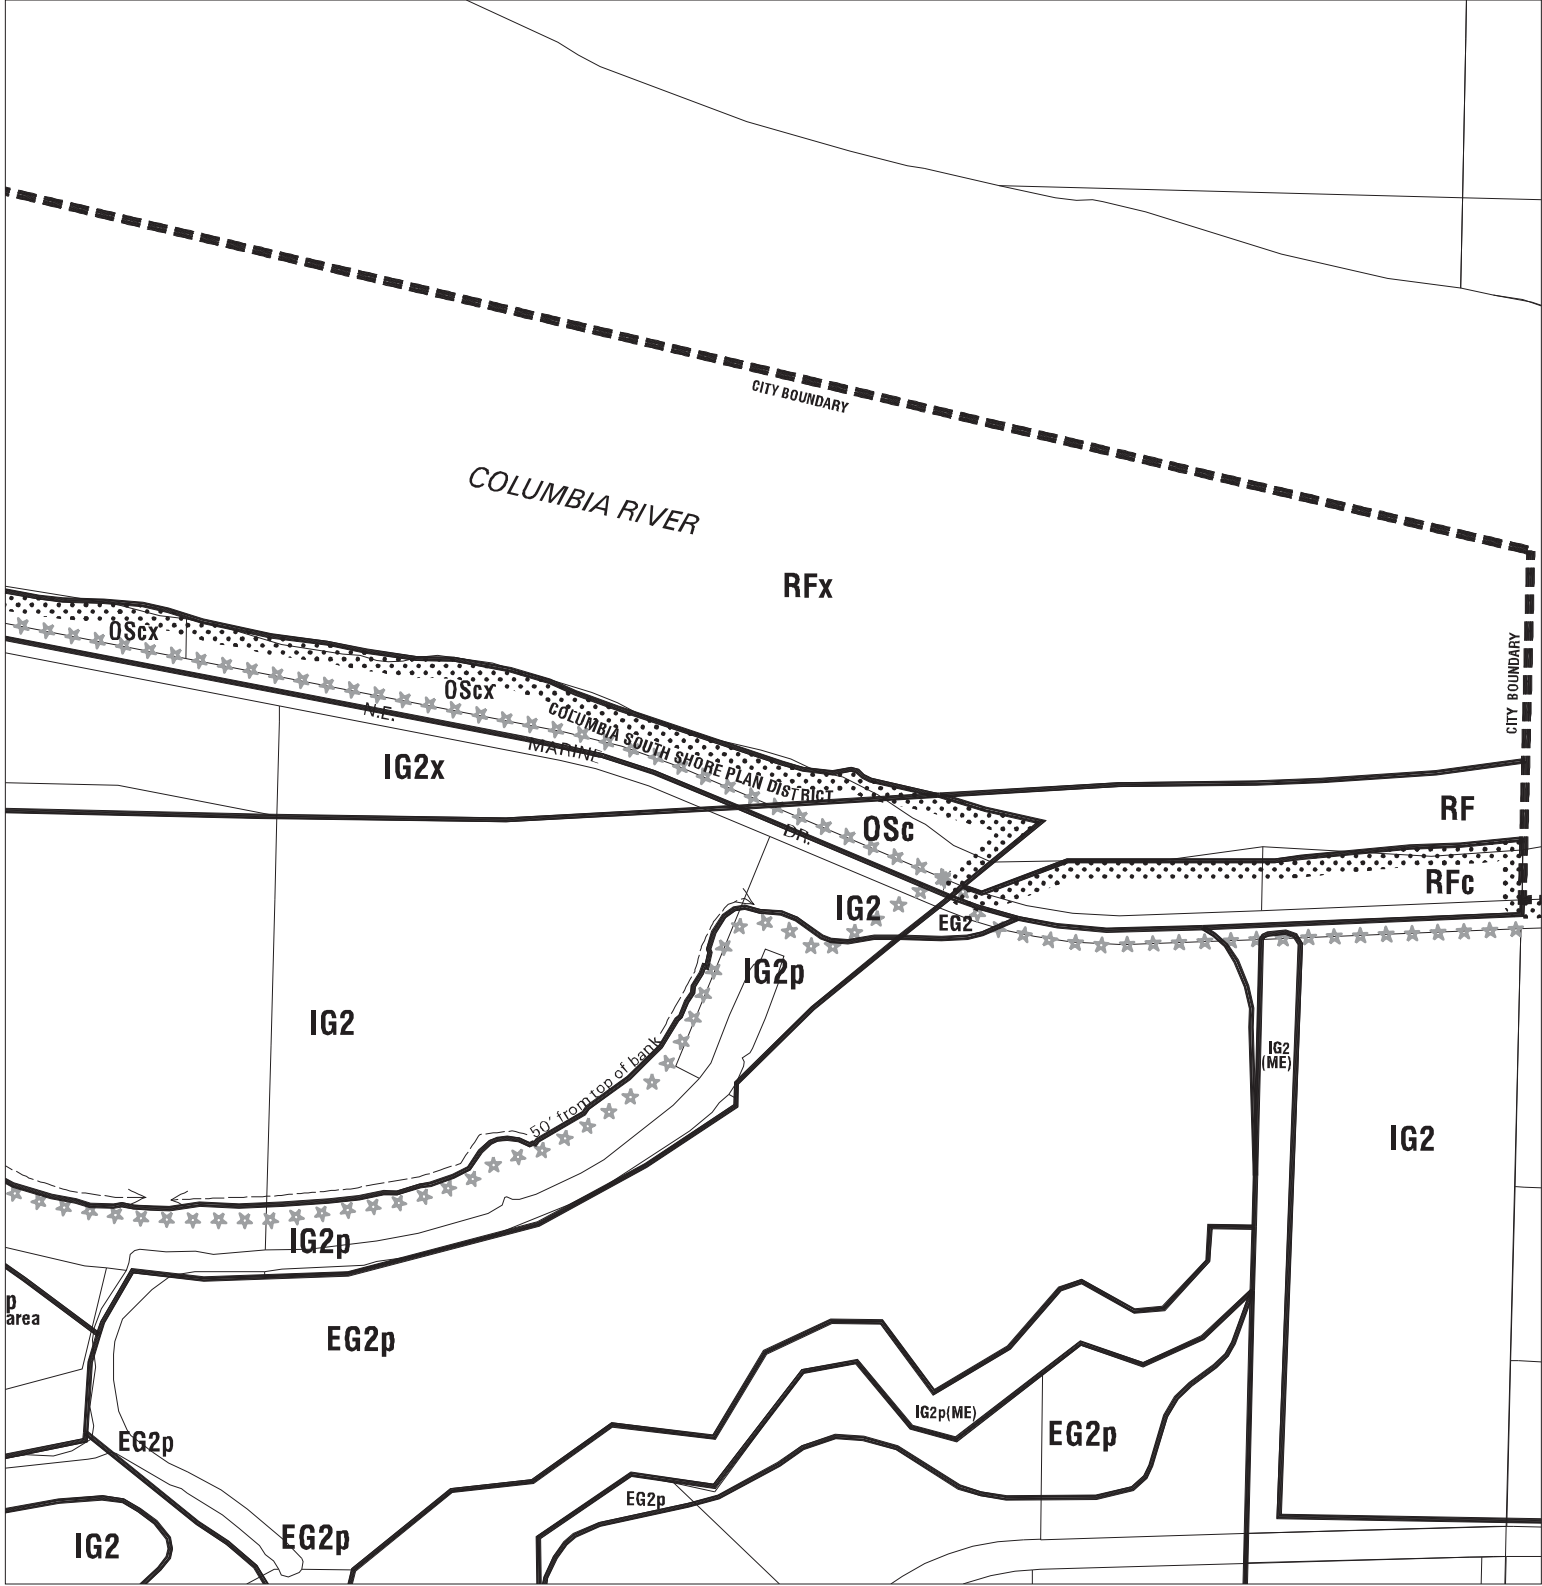 CITY BOUNDARY
COLUMBIA RIVER
RFx
OScx
OScx
CITY BOUNDARY
N.E.
MARINE
DR.
COLUMBIA SOUTH SHORE PLAN DISTRICT
IG2x
RF
OSc
RFc
IG2
EG2
IG2p
IG2
50' from top of bank
IG2
(ME)
IG2
IG2p
p
area
EG2p
IG2p(ME)
EG2p
EG2p
EG2p
EG2p
IG2